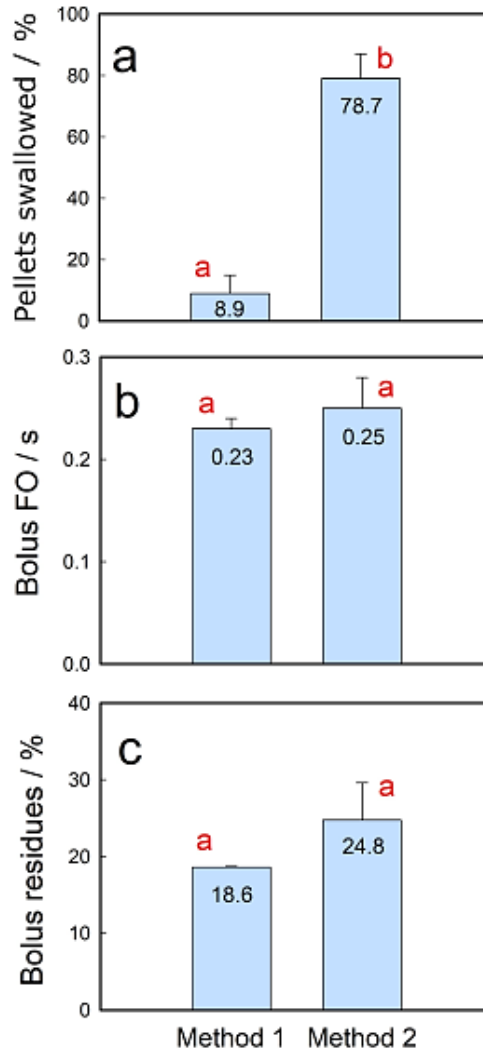 Pellets swallowed / %
100
80
60
40
20
0
a
a
8.9
b
78.7
Bolus FO / s
0.3
0.2
0.1
0.0
b
a
0.23
a
0.25
Bolus residues / %
40
30
20
10
0
c
a
18.6
a
24.8
Method 1 Method 2